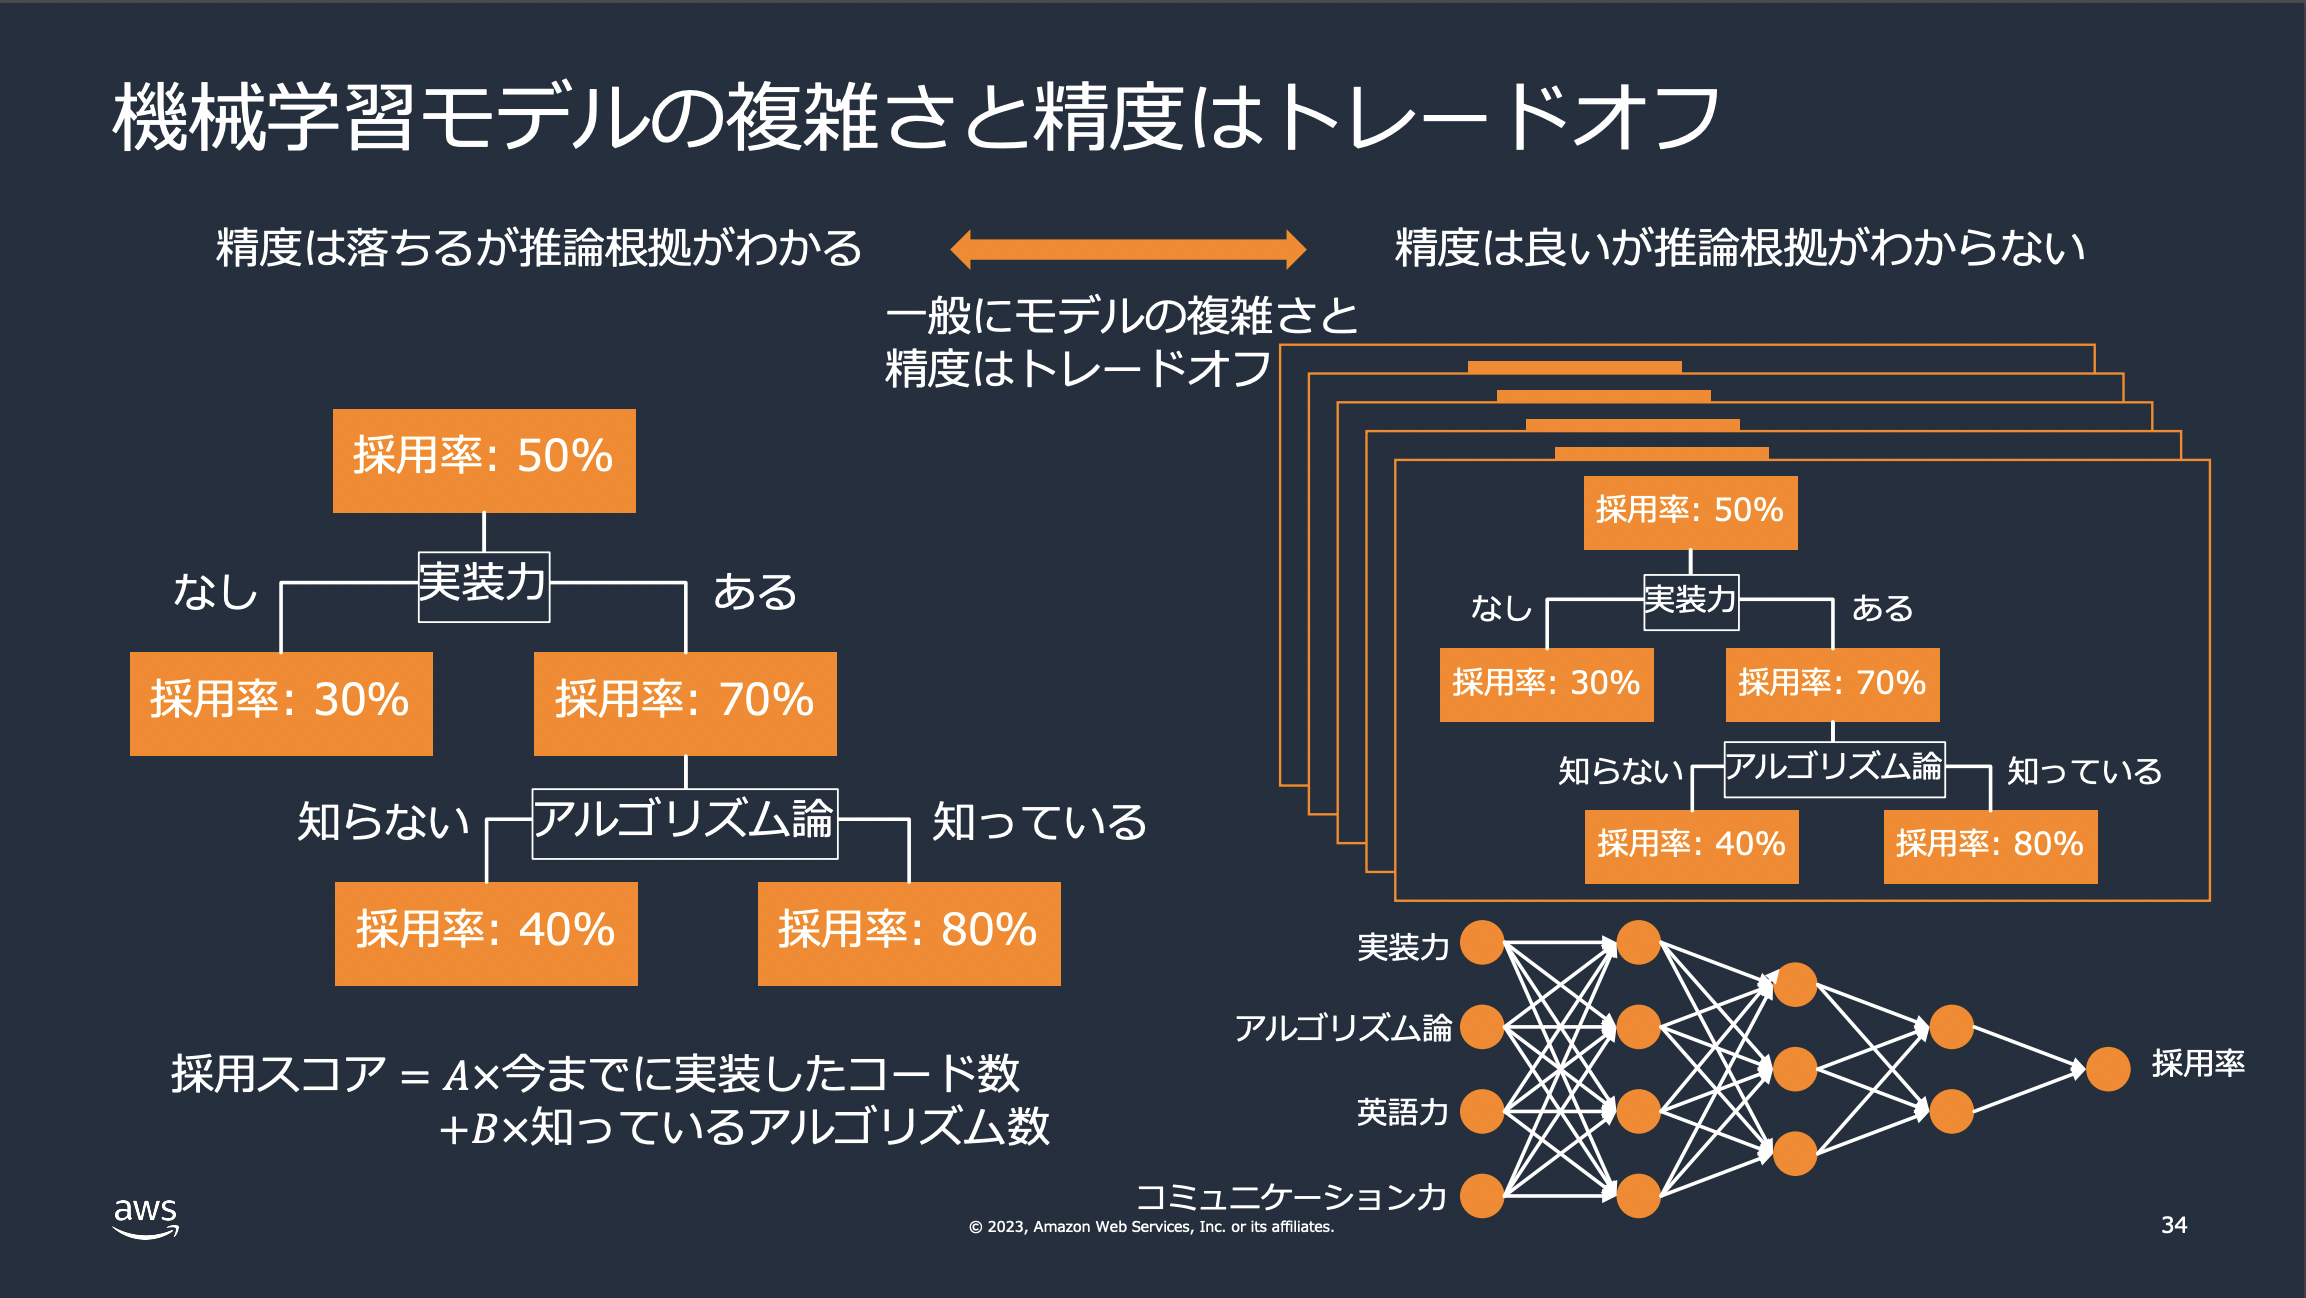 機械学習モデルの複雑さと精度はトレードオフ
精度は落ちるが推論根拠がわかる
精度は良いが推論根拠がわからない
一般にモデルの複雑さと
精度はトレードオフ
採用率: 50%
実装力
なし
ある
採用率: 30%
採用率: 70%
知らない
アルゴリズム論
知っている
採用率: 40%
採用率: 80%
採用スコア = A×今までに実装したコード数
+B×知っているアルゴリズム数
採用率: 50%
実装力
なし
ある
採用率: 30%
採用率: 70%
知らない
アルゴリズム論
知っている
採用率: 40%
採用率: 80%
実装力
アルゴリズム論
英語力
コミュニケーション力
採用率
aws
© 2023, Amazon Web Services, Inc. or its affiliates.
34